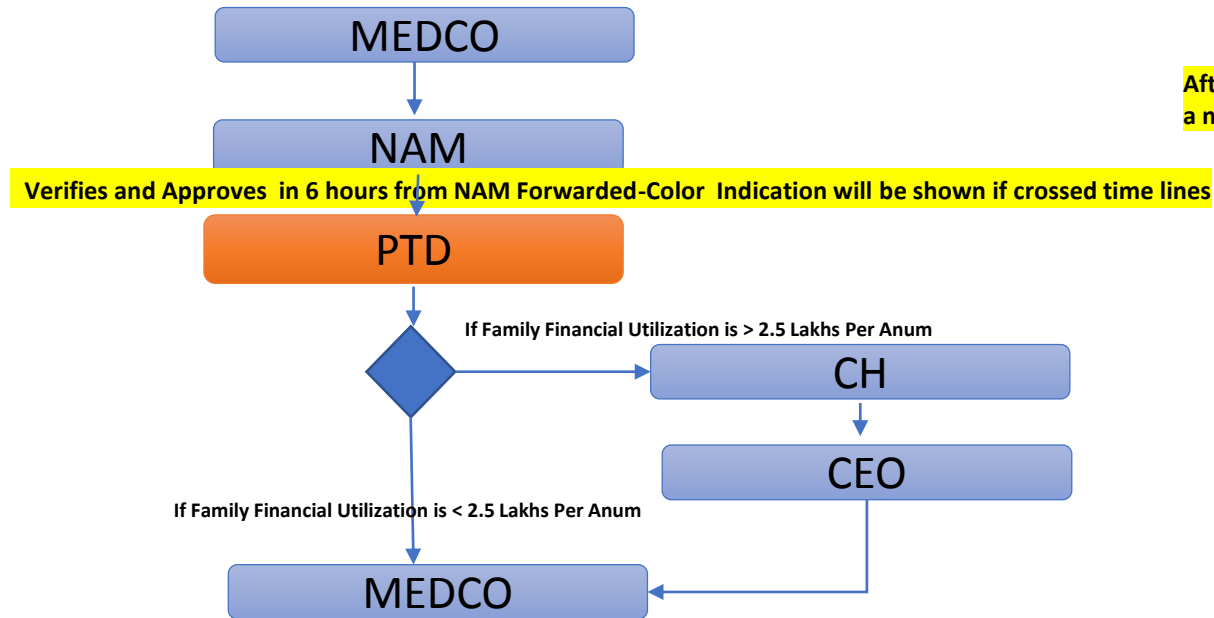 MEDCO
Aft
a n
NAM
Verifies and Approves in 6 hours from NAM Forwarded-Color Indication will be shown if crossed time lines
PTD
If Family Financial Utilization is > 2.5 Lakhs Per Anum
CH
CEO
If Family Financial Utilization is < 2.5 Lakhs Per Anum
MEDCO